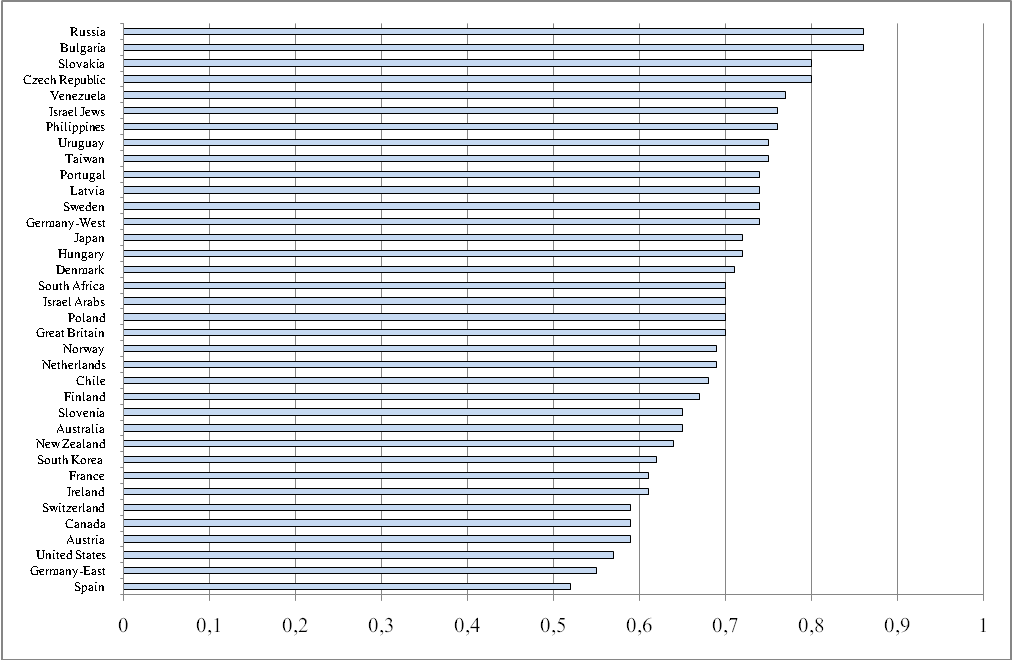 Russia
Bulgaria
Slovakia
Czech Republic
Venezuela
Israel Jews
Philippines
Uruguay
Taiwan
Portugal
Latvia
Sweden
Germany-West
Japan
Hungary
Denmark
South Africa
Israel Arabs
Poland
Great Britain
Norway
Netherlands
Chile
Finland
Slovenia
Australia
New Zealand
South Korea
France
Ireland
Switzerland
Canada
Austria
United States
Germany-East
Spain
0 0,1 0,2 0,3 0,4 0,5 0,6 0,7 0,8 0,9 1